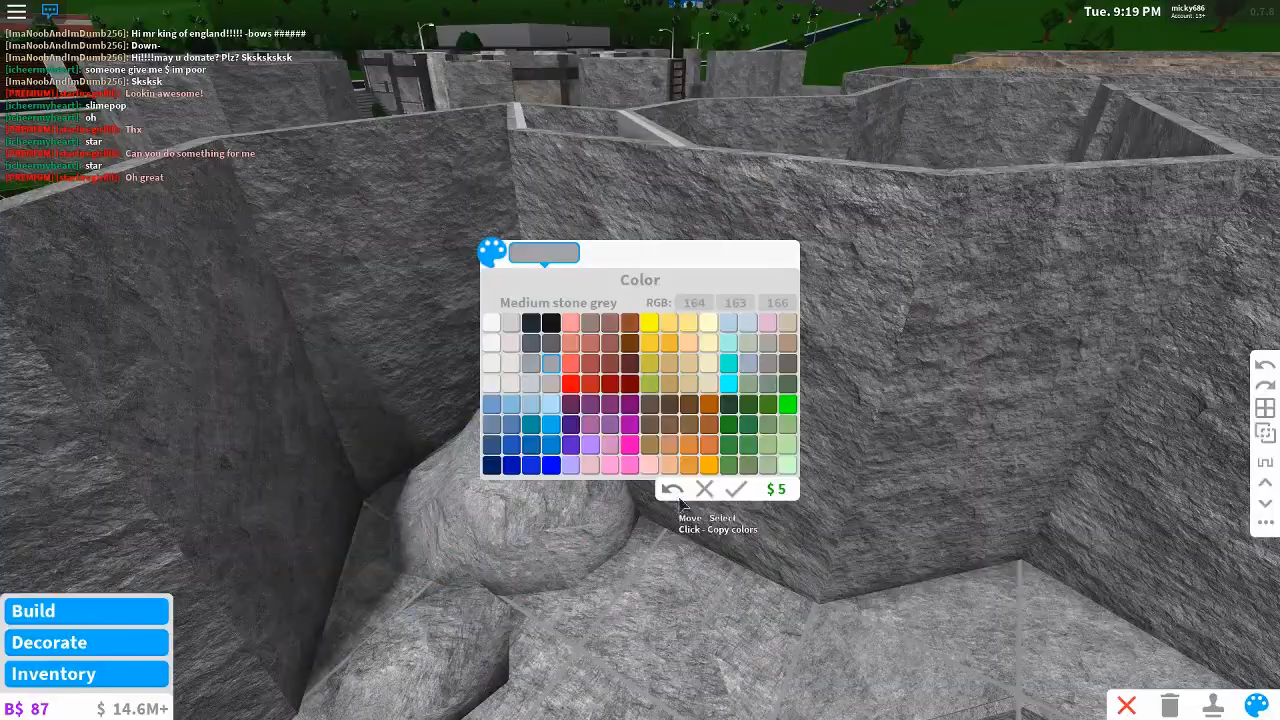 Tue. 9:19 PM
micky686
Account: 13+
0.7.8
[ImaNoobAndImDumb256]: Hi mr king of england!!!!! -bows ######
[ImaNoobAndImDumb256]: Down-
[ImaNoobAndImDumb256]: Hi!!!!may u donate? Plz? Sksksksksk
[icheermyheart]: someone give me $ im poor
[ImaNoobAndImDumb256]: Sksksk
Lookin awesome!
[icheermyheart]: slimepop
[icheermyheart]: oh
Thx
[icheermyheart]: star
Can you do something for me
[icheermyheart]: star
Oh great
Color
Medium stone grey RGB: 164 163 166
$ 5
Move - Select
Click - Copy colors
Build
Decorate
Inventory
B$ 87 $ 14.6M+